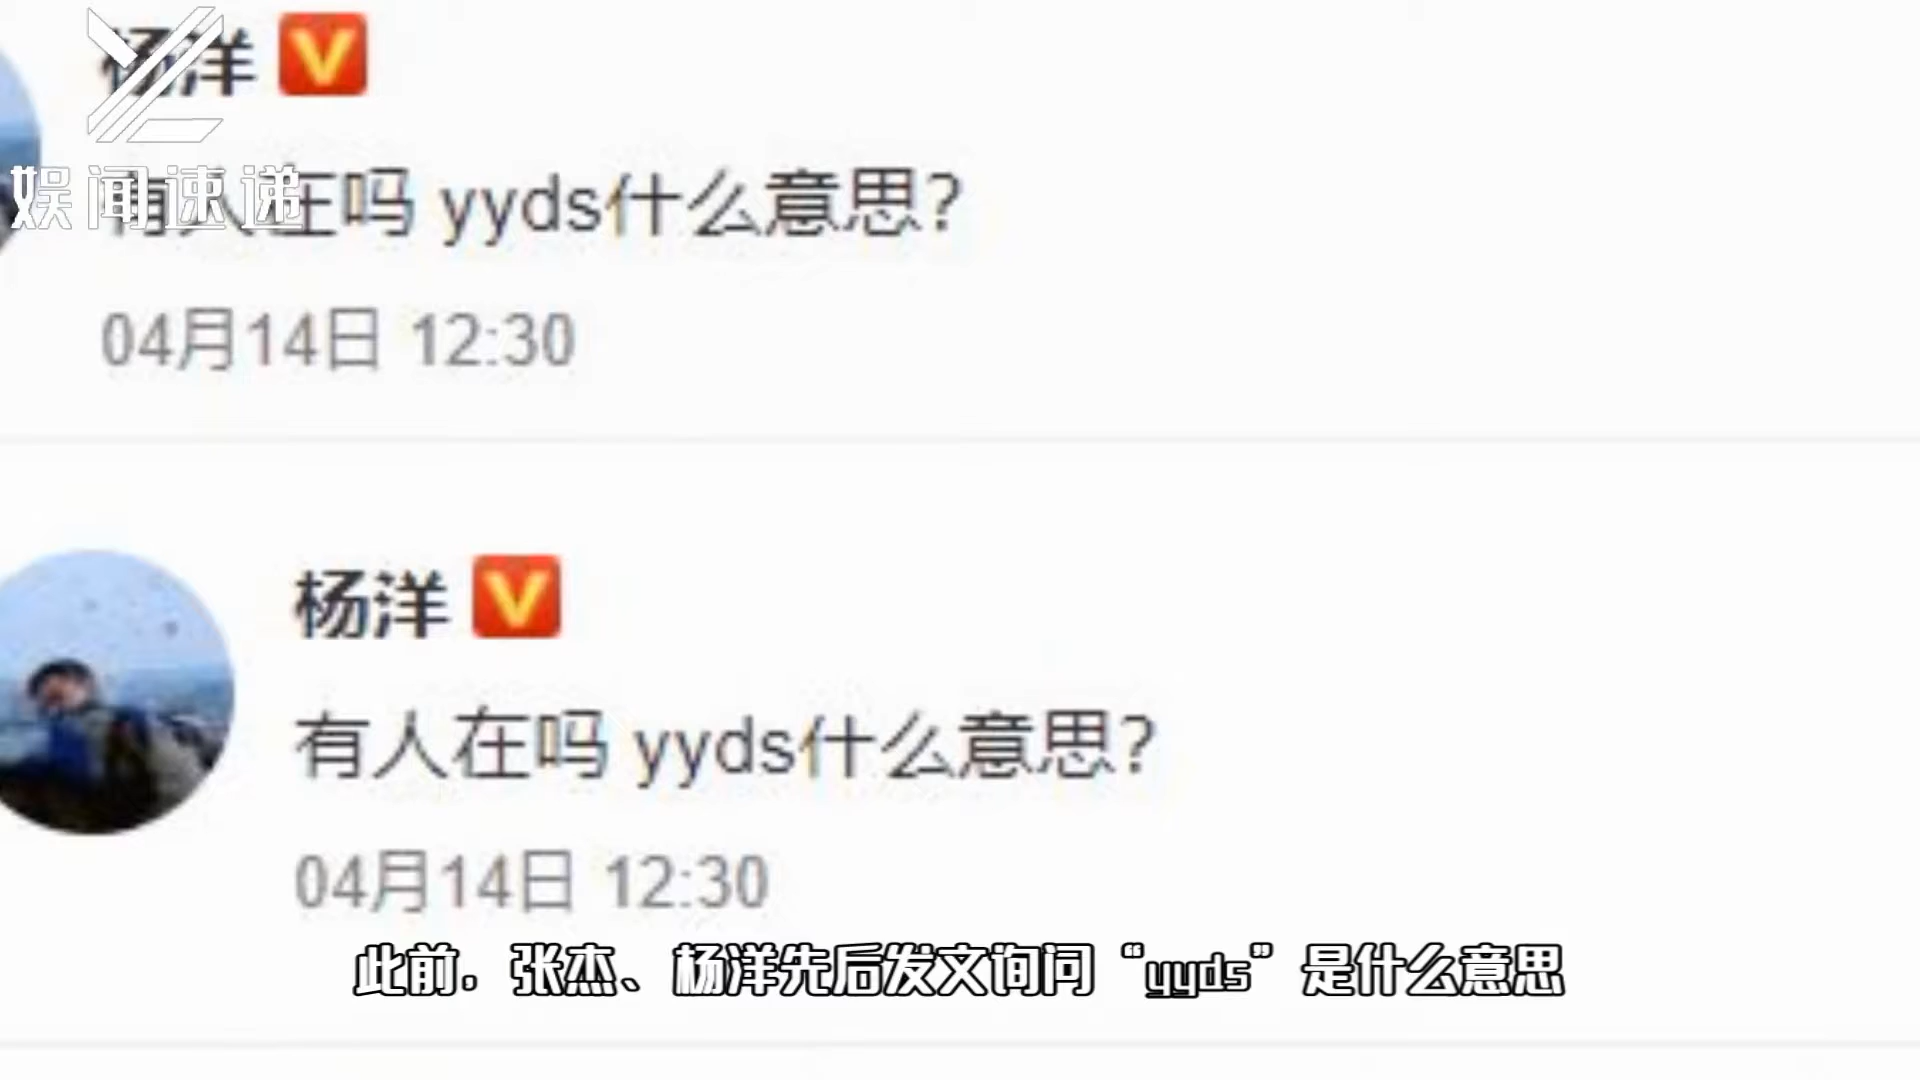 杨洋
娱闻速递
有人在吗 yyds什么意思?
04月14日 12:30
杨洋
有人在吗 yyds什么意思?
04月14日 12:30
此前，张杰、杨洋先后发文询问“yyds”是什么意思